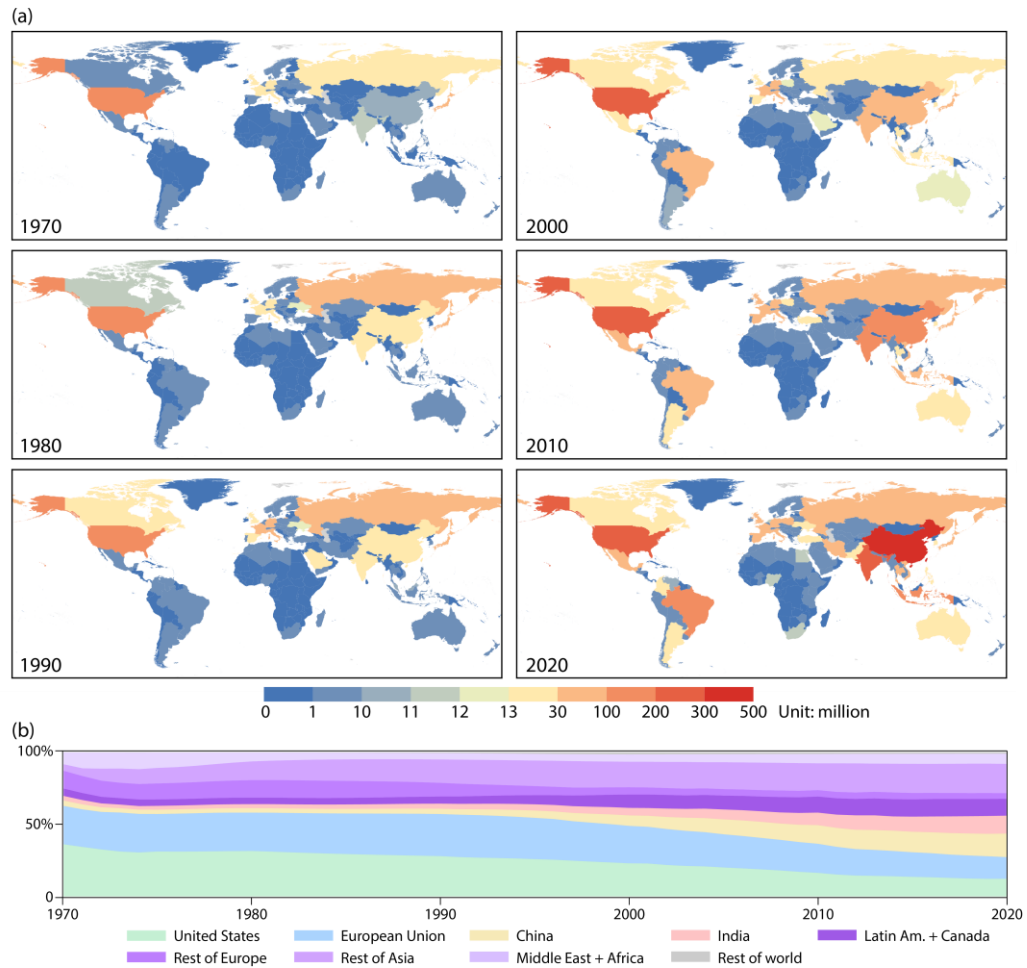 (a)
1970
2000
1980
2010
1990
2020
0 1 10 11 12 13 30 100 200 300 500 Unit: million
(b)
100%
50%
0
1970 1980 1990 2000 2010 2020
United States European Union China India Latin Am. + Canada
Rest of Europe Rest of Asia Middle East + Africa Rest of world